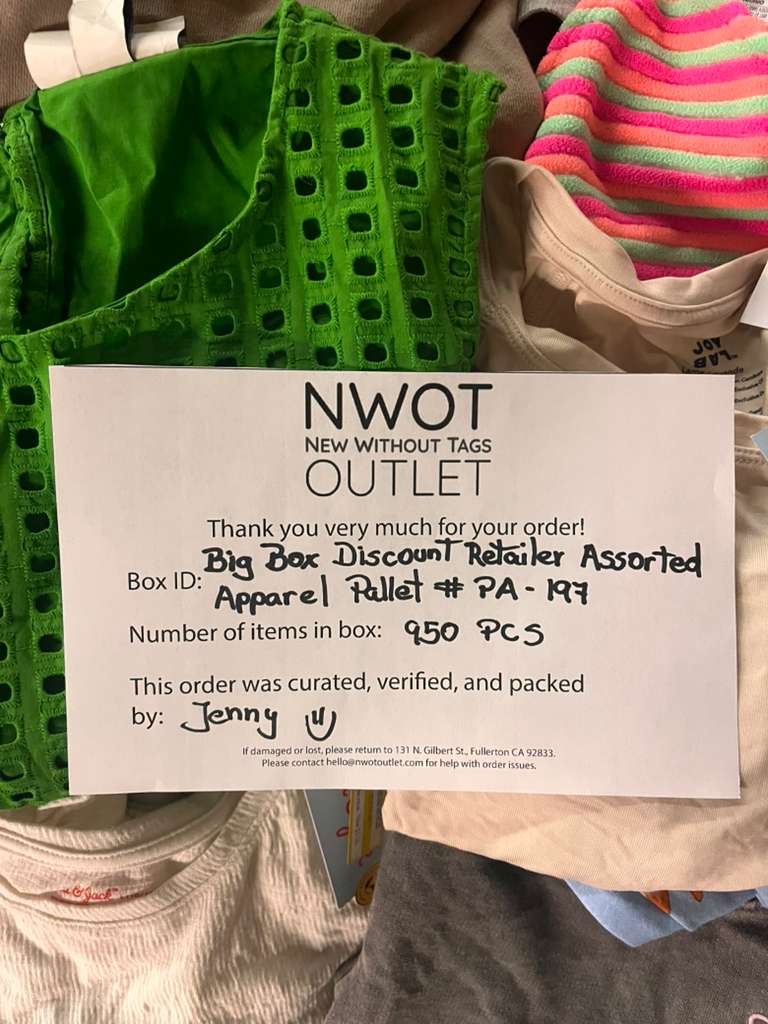 JOY
BABY
NWOT
NEW WITHOUT TAGS
OUTLET
Thank you very much for your order!
Box ID: Big Box Discount Retailer Assorted
Apparel Pallet # PA-197
Number of items in box: 950 PCS
This order was curated, verified, and packed
by: Jenny
If damaged or lost, please return to 131 N. Gilbert St., Fullerton CA 92833.
Please contact hello@nwotoutlet.com for help with order issues.
& Jack